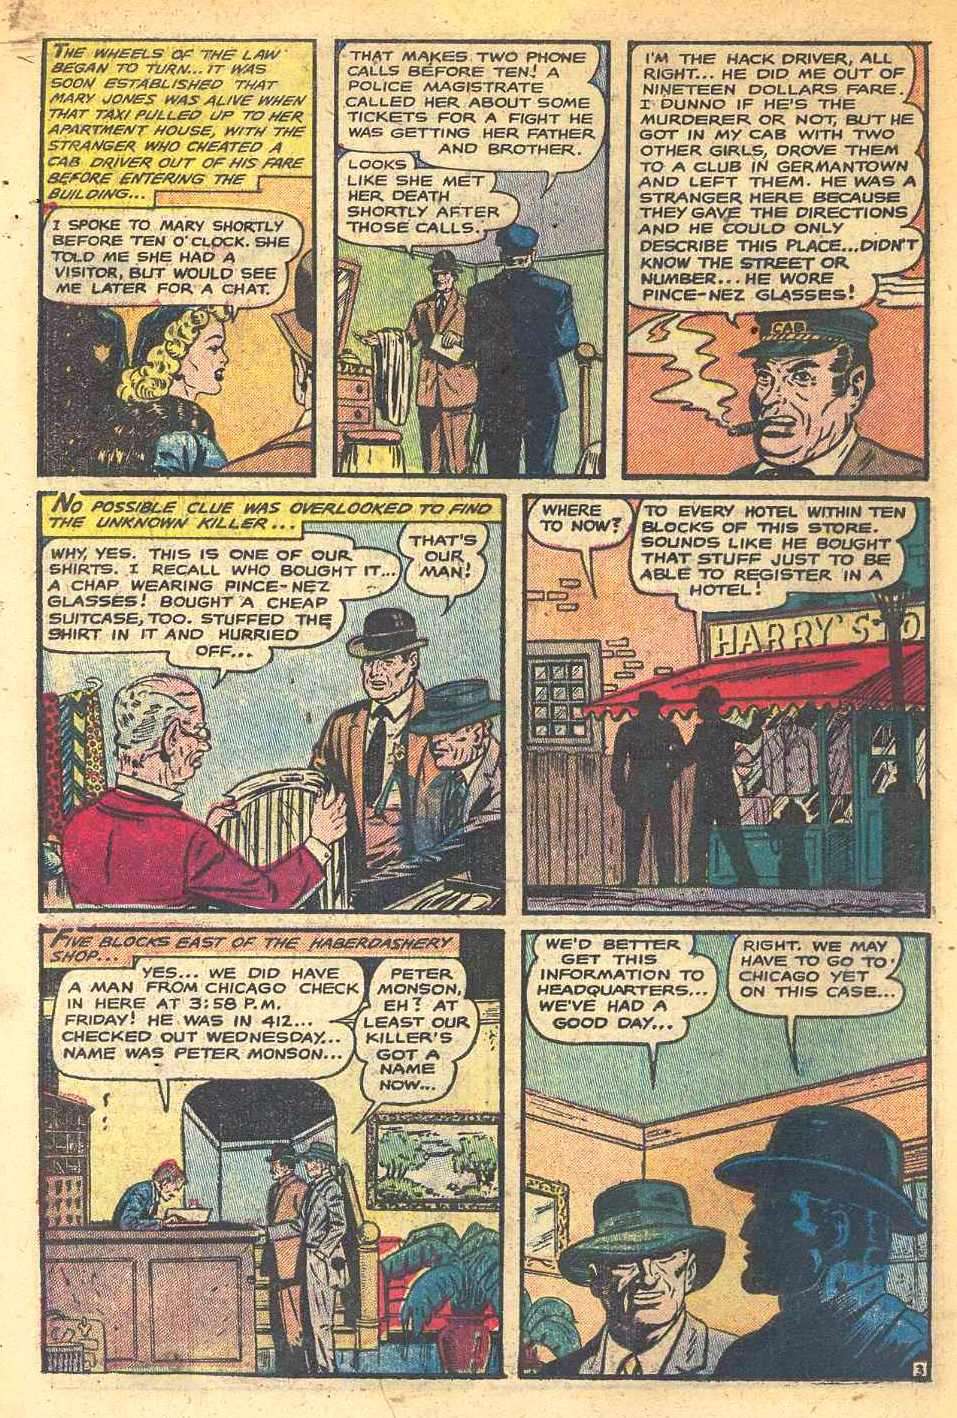 THE WHEELS OF THE LAW
BEGAN TO TURN... IT WAS
SOON ESTABLISHED THAT
MARY JONES WAS ALIVE WHEN
THAT TAXI PULLED UP TO HER
APARTMENT HOUSE, WITH THE
STRANGER WHO CHEATED A
CAB DRIVER OUT OF HIS FARE
BEFORE ENTERING THE
BUILDING...
I SPOKE TO MARY SHORTLY
BEFORE TEN O'CLOCK. SHE
TOLD ME SHE HAD A
VISITOR, BUT WOULD SEE
ME LATER FOR A CHAT.
THAT MAKES TWO PHONE
CALLS BEFORE TEN! A
POLICE MAGISTRATE
CALLED HER ABOUT SOME
TICKETS FOR A FIGHT HE
WAS GETTING HER FATHER
AND BROTHER.
LOOKS
LIKE SHE MET
HER DEATH
SHORTLY AFTER
THOSE CALLS.
I'M THE HACK DRIVER, ALL
RIGHT... HE DID ME OUT OF
NINETEEN DOLLARS FARE.
I DUNNO IF HE'S THE
MURDERER OR NOT, BUT HE
GOT IN MY CAB WITH TWO
OTHER GIRLS, DROVE THEM
TO A CLUB IN GERMANTOWN
AND LEFT THEM. HE WAS A
STRANGER HERE BECAUSE
THEY GAVE THE DIRECTIONS
AND HE COULD ONLY
DESCRIBE THIS PLACE... DIDN'T
KNOW THE STREET OR
NUMBER... HE WORE
PINCE-NEZ GLASSES!
CAB
NO POSSIBLE CLUE WAS OVERLOOKED TO FIND
THE UNKNOWN KILLER...
WHY, YES. THIS IS ONE OF OUR
SHIRTS. I RECALL WHO BOUGHT IT...
A CHAP WEARING PINCE-NEZ
GLASSES! BOUGHT A CHEAP
SUITCASE, TOO. STUFFED THE
SHIRT IN IT AND HURRIED
OFF...
THAT'S
OUR
MAN!
WHERE
TO NOW?
TO EVERY HOTEL WITHIN TEN
BLOCKS OF THIS STORE.
SOUNDS LIKE HE BOUGHT
THAT STUFF JUST TO BE
ABLE TO REGISTER IN A
HOTEL!
HARRY'S
FIVE BLOCKS EAST OF THE HABERDASHERY
SHOP...
YES... WE DID HAVE
A MAN FROM CHICAGO CHECK
IN HERE AT 3:58 P.M.
FRIDAY! HE WAS IN 412...
CHECKED OUT WEDNESDAY...
NAME WAS PETER MONSON...
PETER
MONSON,
EH? AT
LEAST OUR
KILLER'S
GOT A
NAME
NOW...
WE'D BETTER
GET THIS
INFORMATION TO
HEADQUARTERS...
WE'VE HAD A
GOOD DAY...
RIGHT. WE MAY
HAVE TO GO TO
CHICAGO YET
ON THIS CASE...
3